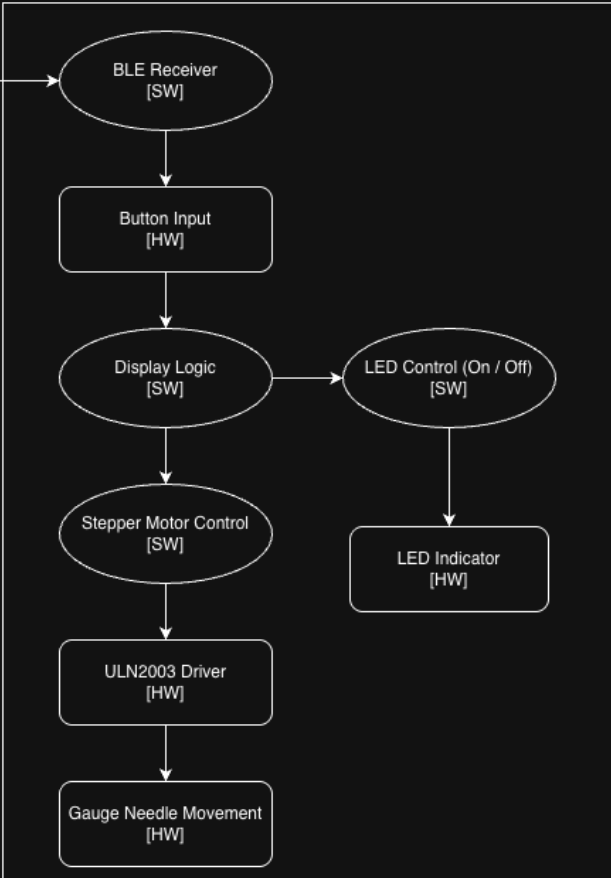 BLE Receiver
[SW]
Button Input
[HW]
Display Logic
[SW]
LED Control (On / Off)
[SW]
Stepper Motor Control
[SW]
LED Indicator
[HW]
ULN2003 Driver
[HW]
Gauge Needle Movement
[HW]